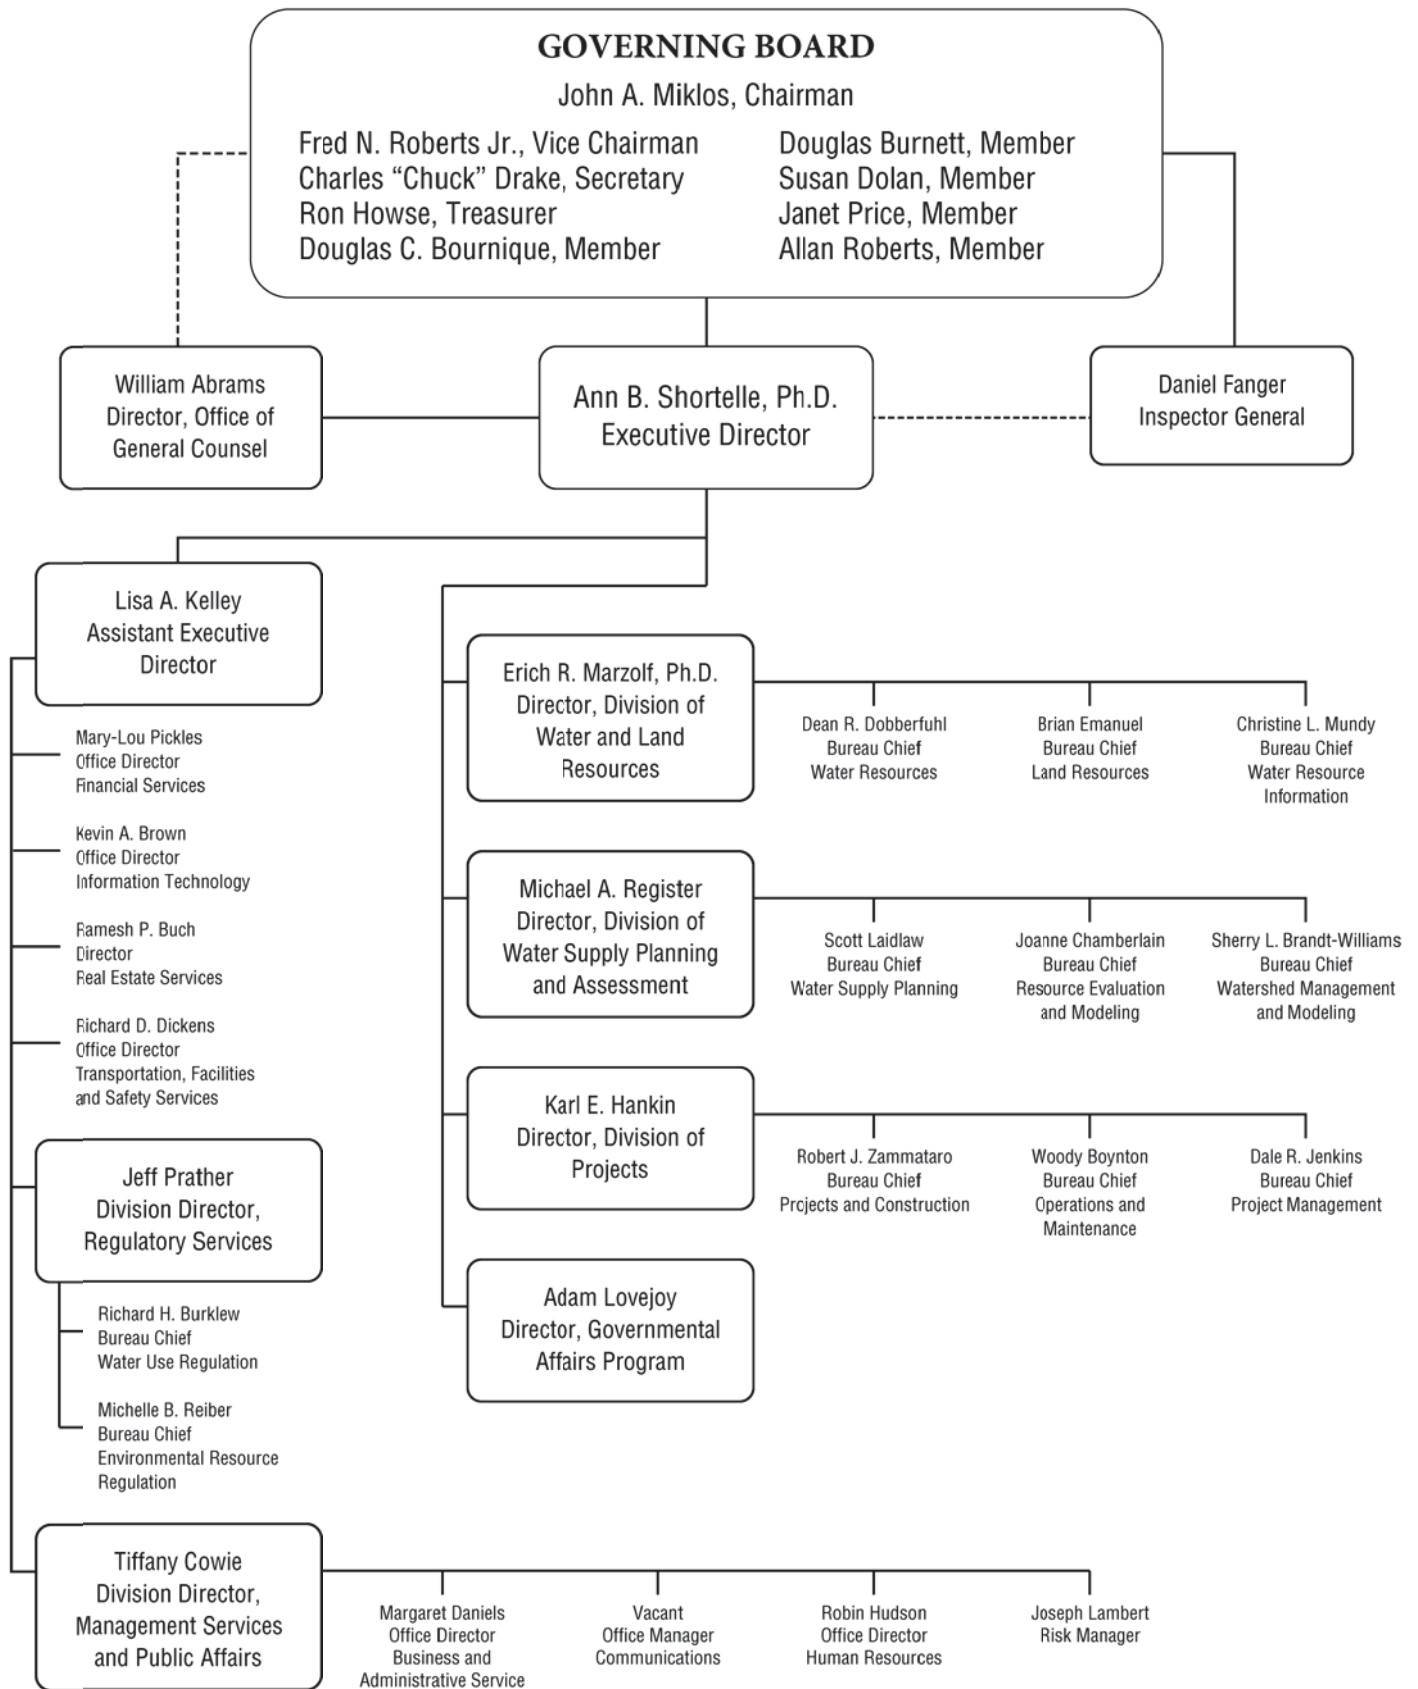 GOVERNING BOARD
John A. Miklos, Chairman
Fred N. Roberts Jr., Vice Chairman
Charles “Chuck” Drake, Secretary
Ron Howse, Treasurer
Douglas C. Bournique, Member
Douglas Burnett, Member
Susan Dolan, Member
Janet Price, Member
Allan Roberts, Member
William Abrams
Director, Office of
General Counsel
Ann B. Shortelle, Ph.D.
Executive Director
Daniel Fanger
Inspector General
Lisa A. Kelley
Assistant Executive
Director
Mary-Lou Pickles
Office Director
Financial Services
Kevin A. Brown
Office Director
Information Technology
Ramesh P. Buch
Director
Real Estate Services
Richard D. Dickens
Office Director
Transportation, Facilities
and Safety Services
Jeff Prather
Division Director,
Regulatory Services
Richard H. Burklew
Bureau Chief
Water Use Regulation
Michelle B. Reiber
Bureau Chief
Environmental Resource
Regulation
Tiffany Cowie
Division Director,
Management Services
and Public Affairs
Margaret Daniels
Office Director
Business and
Administrative Service
Vacant
Office Manager
Communications
Robin Hudson
Office Director
Human Resources
Joseph Lambert
Risk Manager
Erich R. Marzolf, Ph.D.
Director, Division of
Water and Land
Resources
Dean R. Dobberfuhl
Bureau Chief
Water Resources
Brian Emanuel
Bureau Chief
Land Resources
Christine L. Mundy
Bureau Chief
Water Resource
Information
Michael A. Register
Director, Division of
Water Supply Planning
and Assessment
Scott Laidlaw
Bureau Chief
Water Supply Planning
Joanne Chamberlain
Bureau Chief
Resource Evaluation
and Modeling
Sherry L. Brandt-Williams
Bureau Chief
Watershed Management
and Modeling
Karl E. Hankin
Director, Division of
Projects
Robert J. Zammataro
Bureau Chief
Projects and Construction
Woody Boynton
Bureau Chief
Operations and
Maintenance
Dale R. Jenkins
Bureau Chief
Project Management
Adam Lovejoy
Director, Governmental
Affairs Program